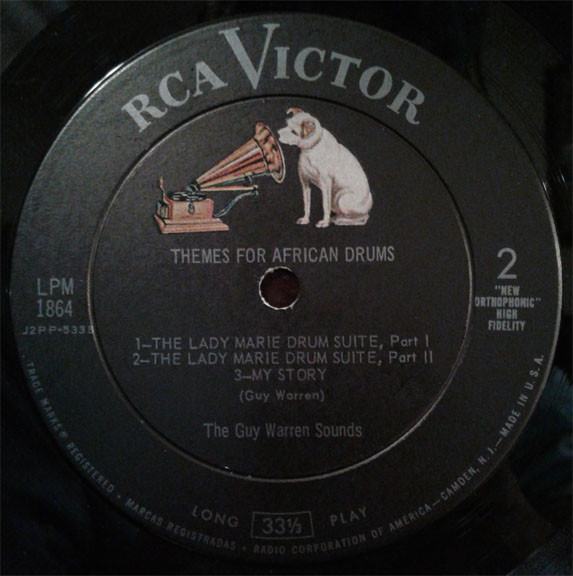 RCA VICTOR
THEMES FOR AFRICAN DRUMS
LPM
1864
J2PP-5335
2
"NEW
ORTHOPHONIC"
HIGH
FIDELITY
1—THE LADY MARIE DRUM SUITE, Part I
2—THE LADY MARIE DRUM SUITE, Part II
3—MY STORY
(Guy Warren)
The Guy Warren Sounds
LONG 33⅓ PLAY
TRADE MARKS ® REGISTERED • MARCAS REGISTRADAS • RADIO CORPORATION OF AMERICA—CAMDEN, N. J.—MADE IN U. S. A.